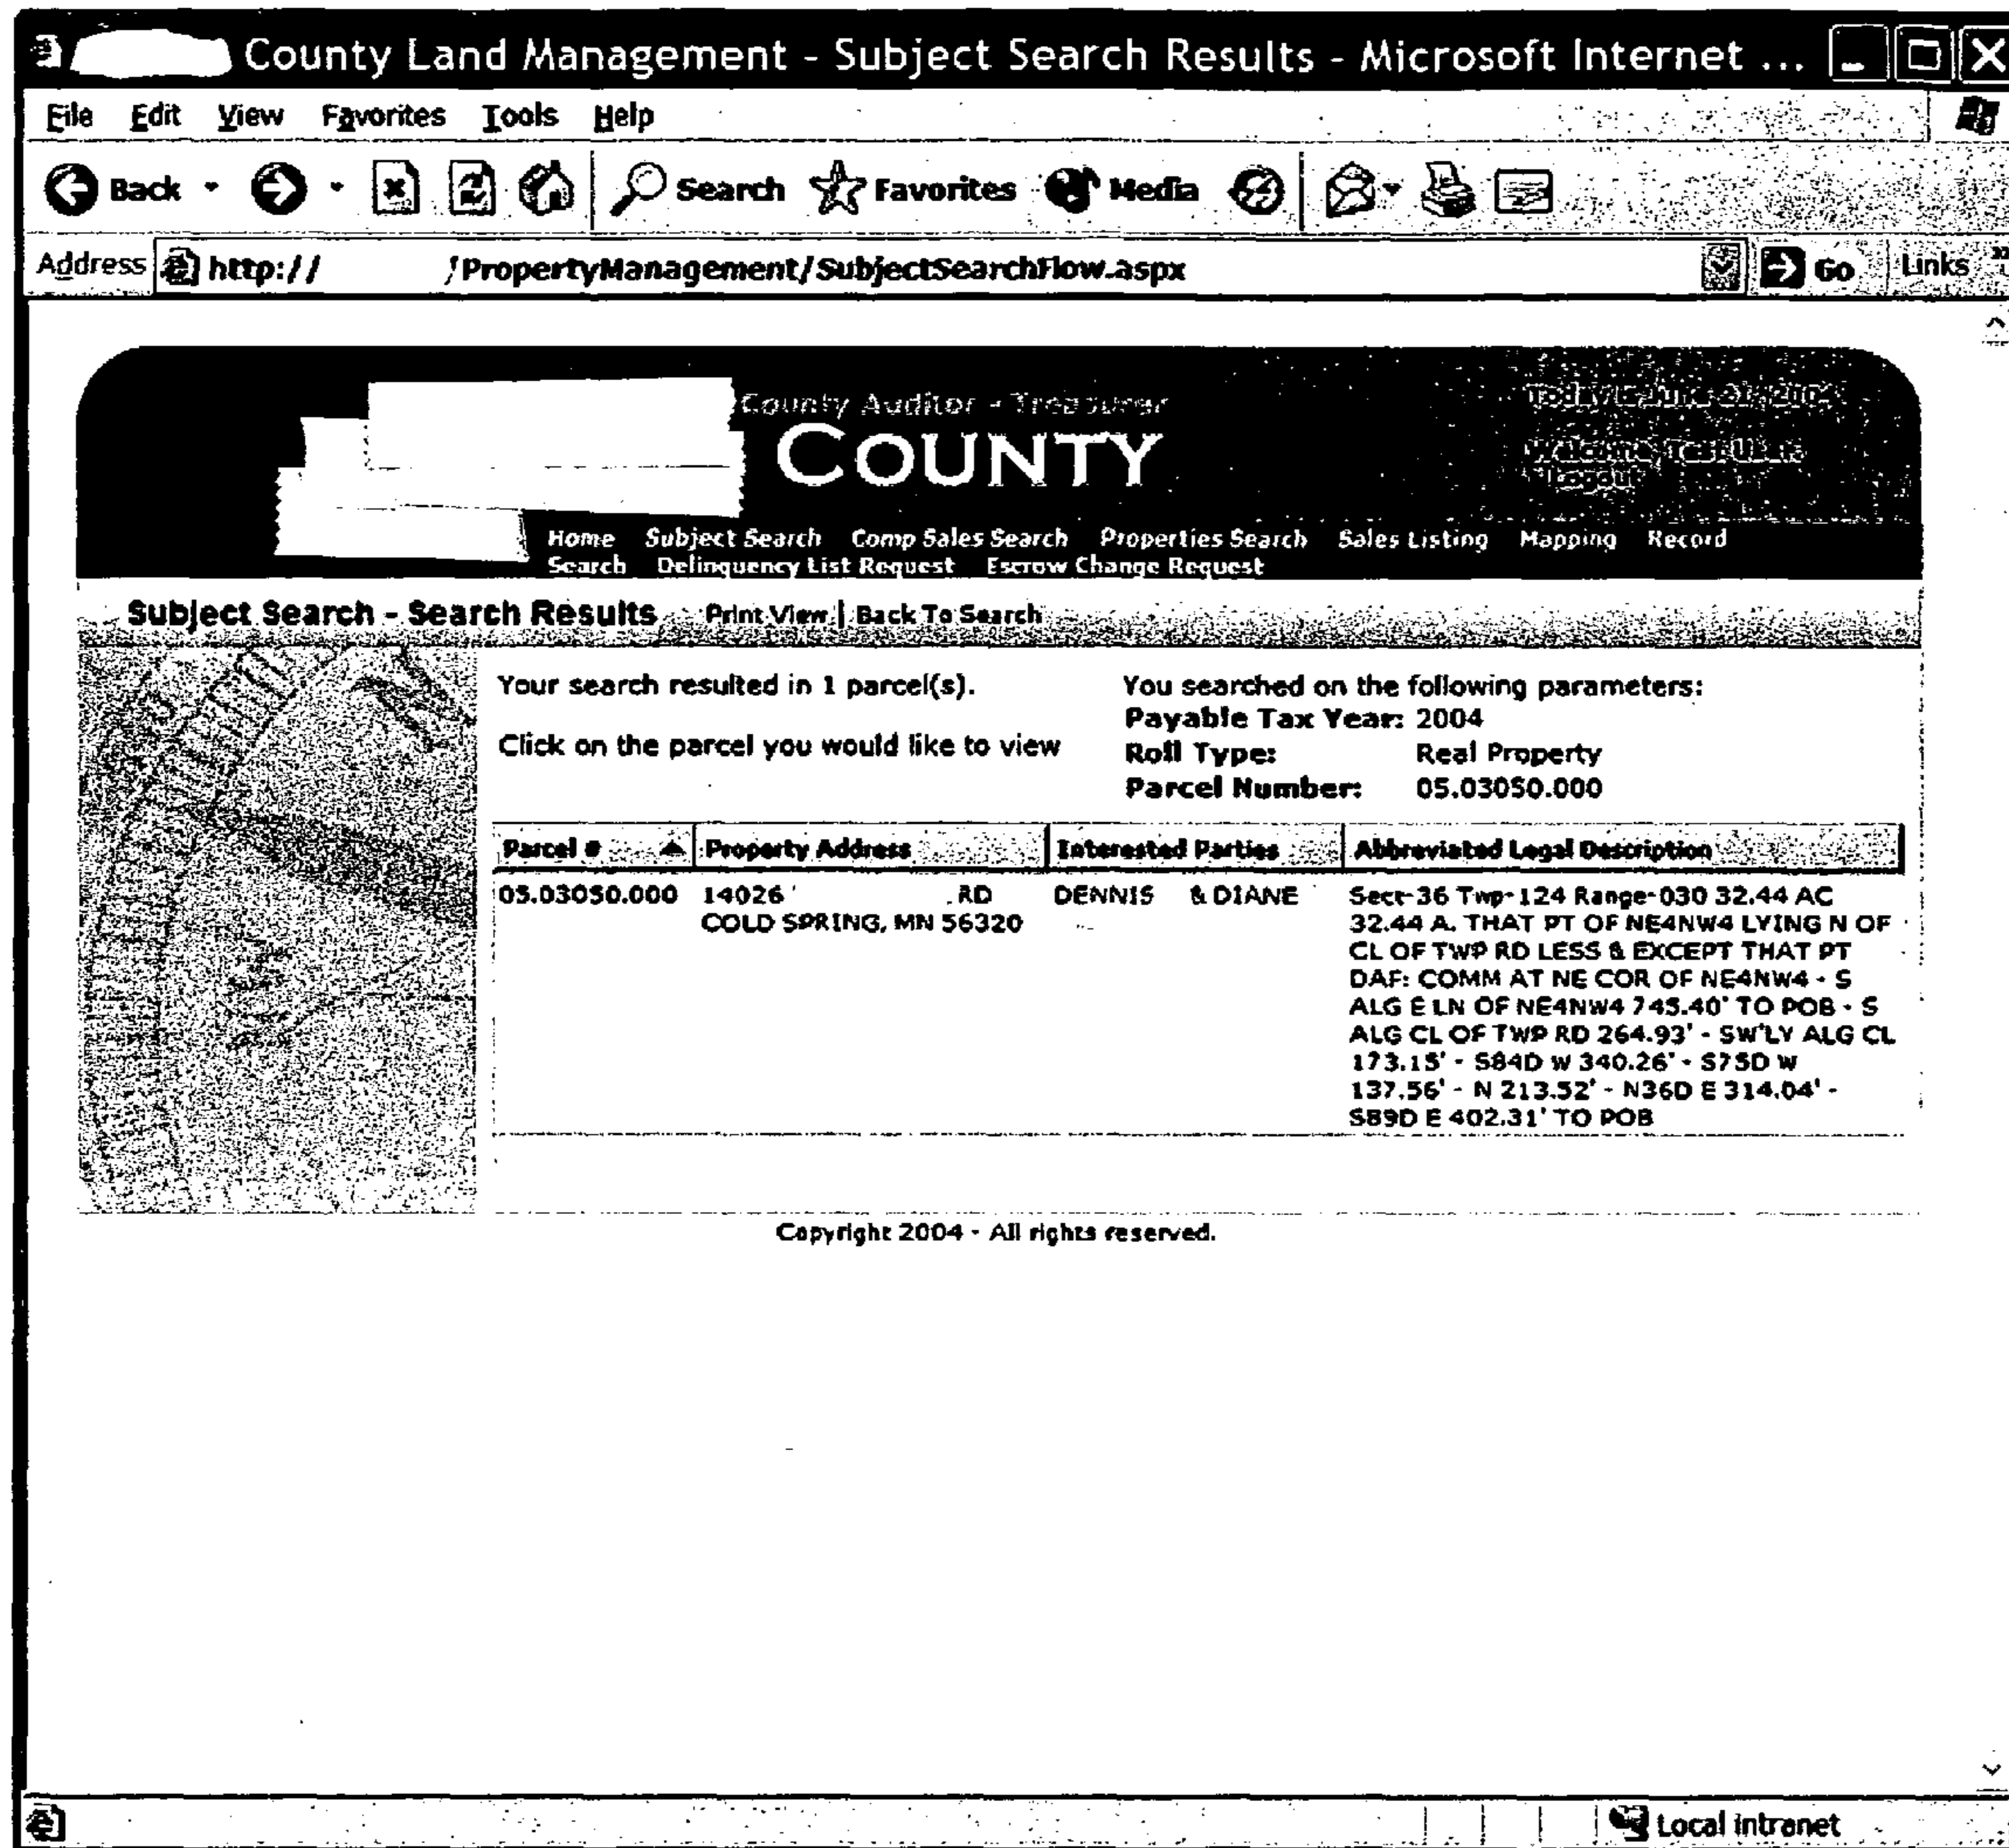 County Land Management - Subject Search Results - Microsoft Internet ...
File Edit View Favorites Tools Help
Back Search Favorites Media
Address http:// /PropertyManagement/SubjectSearchFlow.aspx Go Links
County Auditor - Treasurer
COUNTY
Today is June 2004
Welcome, Test User
Logout
Home Subject Search Comp Sales Search Properties Search Sales Listing Mapping Record
Search Delinquency List Request Escrow Change Request
Subject Search - Search Results Print View | Back To Search
Your search resulted in 1 parcel(s).
Click on the parcel you would like to view
You searched on the following parameters:
Payable Tax Year: 2004
Roll Type: Real Property
Parcel Number: 05.03050.000
Parcel # Property Address Interested Parties Abbreviated Legal Description
05.03050.000 14026 RD DENNIS & DIANE Sect-36 Twp-124 Range-030 32.44 AC
COLD SPRING, MN 56320 32.44 A. THAT PT OF NE4NW4 LYING N OF
CL OF TWP RD LESS & EXCEPT THAT PT
DAF: COMM AT NE COR OF NE4NW4 - S
ALG E LN OF NE4NW4 745.40' TO POB - S
ALG CL OF TWP RD 264.93' - SW'LY ALG CL
173.15' - S84D W 340.26' - S75D W
137.56' - N 213.52' - N36D E 314.04' -
S89D E 402.31' TO POB
Copyright 2004 - All rights reserved.
Local intranet